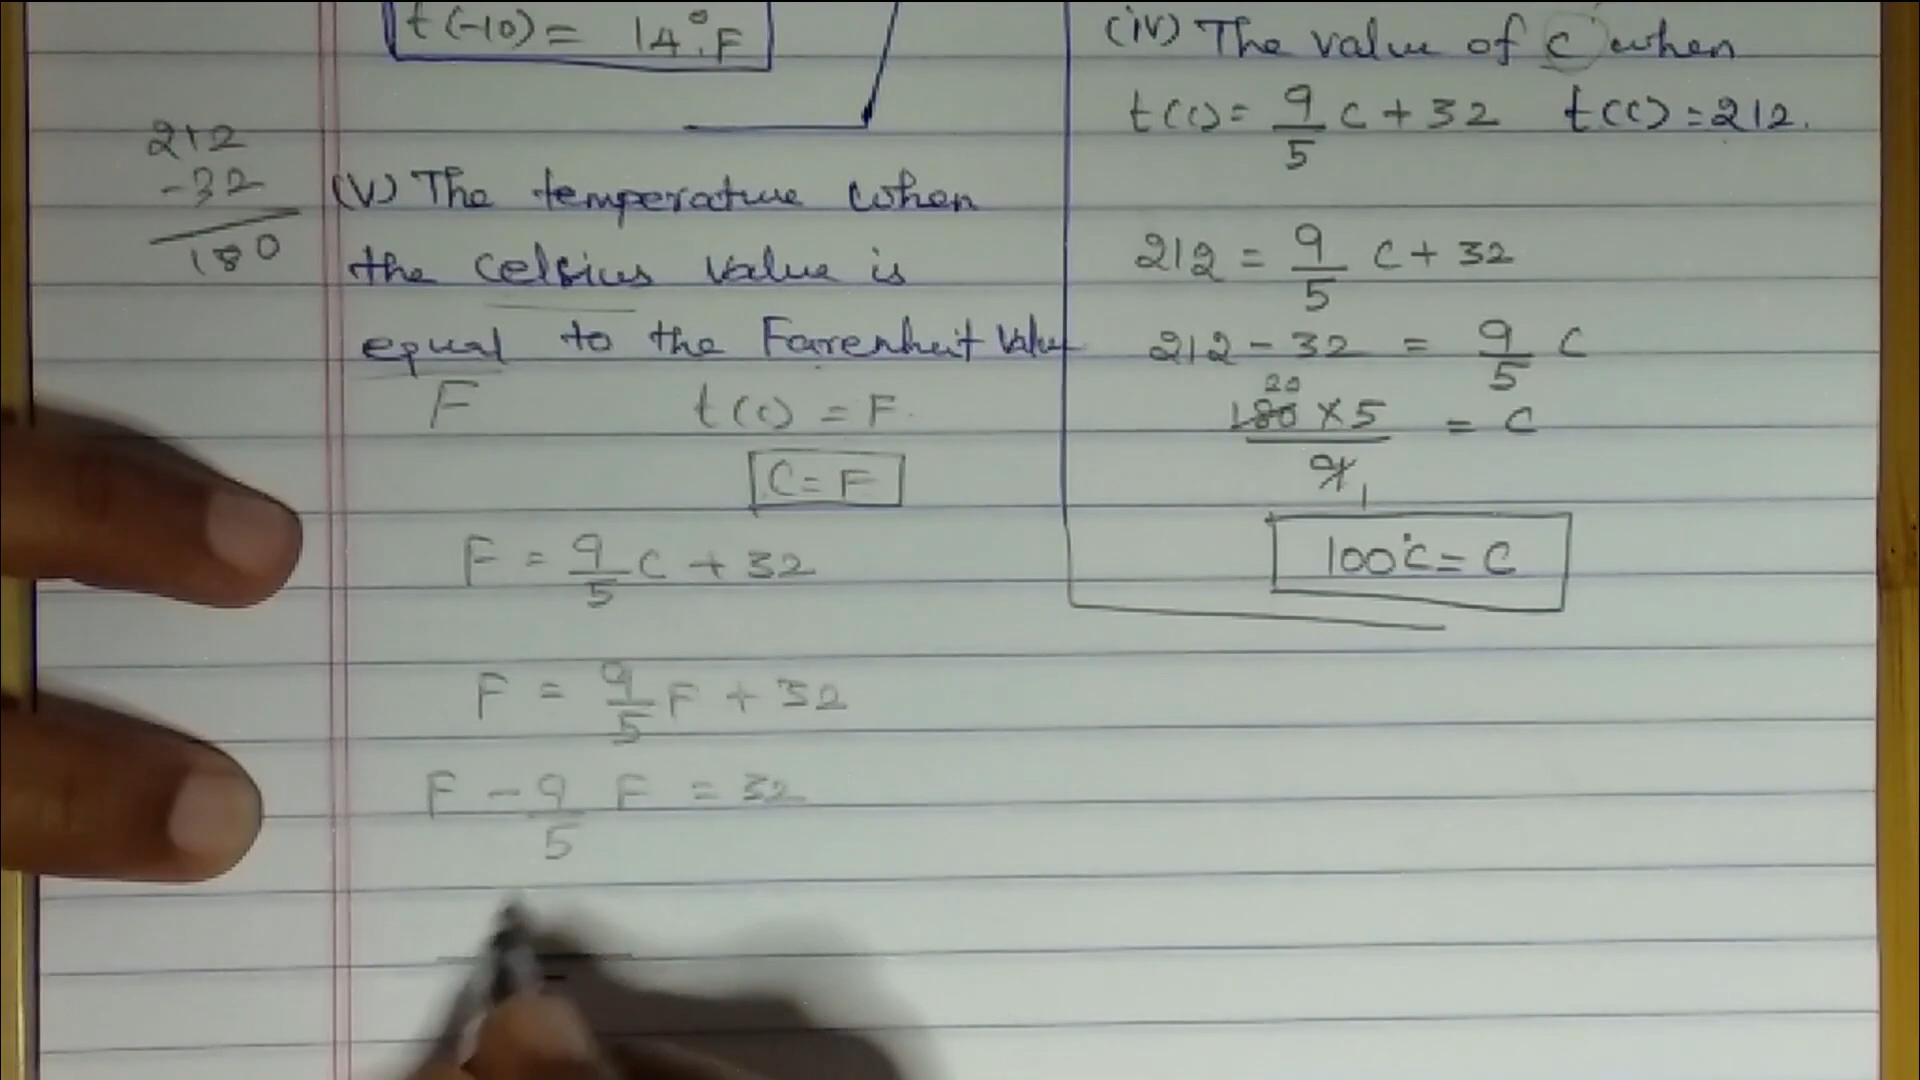 t(-10) = 14°F
212
-32
180
(V) The temperature when
the celsius value is
equal to the Farenheit value
F t(c) = F
C = F
F = 9/5 C + 32
F = 9/5 F + 32
F - 9/5 F = 32
(iv) The value of C when
t(c) = 9/5 C + 32 t(c) = 212.
212 = 9/5 C + 32
212 - 32 = 9/5 C
20
180 × 5 / 9 1 = C
100°C = C